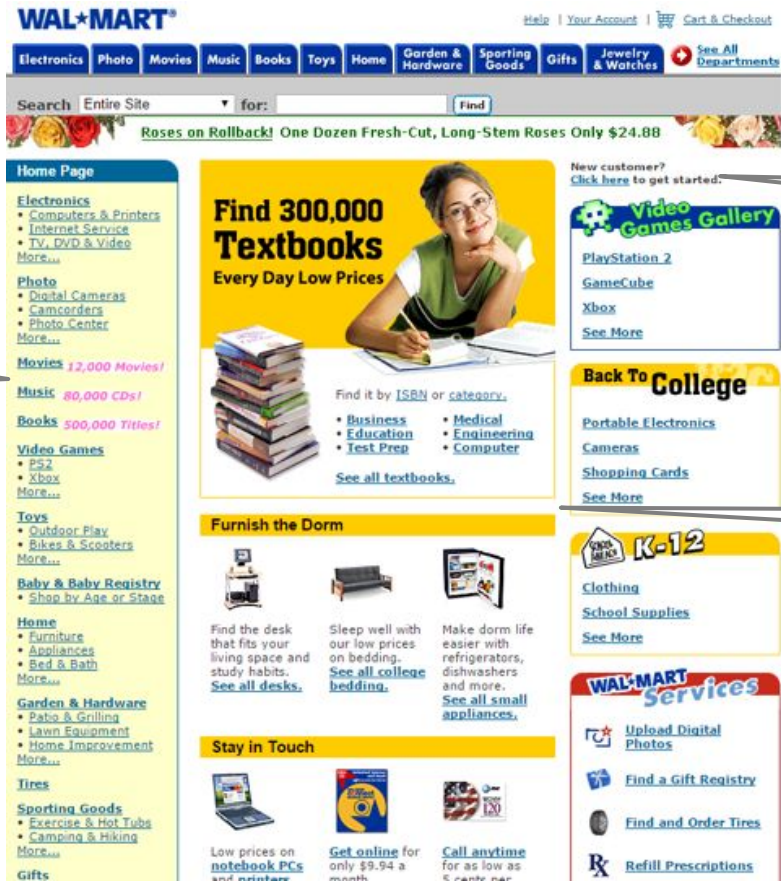 WAL★MART®
Help | Your Account | Cart & Checkout
Electronics Photo Movies Music Books Toys Home Garden & Hardware Sporting Goods Gifts Jewelry & Watches See All Departments
Search Entire Site for: Find
Roses on Rollback! One Dozen Fresh-Cut, Long-Stem Roses Only $24.88
Home Page
Electronics
• Computers & Printers
• Internet Service
• TV, DVD & Video
More...
Photo
• Digital Cameras
• Camcorders
• Photo Center
More...
Movies 12,000 Movies!
Music 80,000 CDs!
Books 500,000 Titles!
Video Games
• PS2
• Xbox
More...
Toys
• Outdoor Play
• Bikes & Scooters
More...
Baby & Baby Registry
• Shop by Age or Stage
Home
• Furniture
• Appliances
• Bed & Bath
More...
Garden & Hardware
• Patio & Grilling
• Lawn Equipment
• Home Improvement
More...
Tires
Sporting Goods
• Exercise & Hot Tubs
• Camping & Hiking
More...
Gifts
Find 300,000
Textbooks
Every Day Low Prices
Find it by ISBN or category.
• Business • Medical
• Education • Engineering
• Test Prep • Computer
See all textbooks.
Furnish the Dorm
Find the desk
that fits your
living space and
study habits.
See all desks.
Sleep well with
our low prices
on bedding.
See all college
bedding.
Make dorm life
easier with
refrigerators,
dishwashers
and more.
See all small
appliances.
Stay in Touch
Low prices on
notebook PCs
and printers
Get online for
only $9.94 a
month
Call anytime
for as low as
5 cents per
New customer?
Click here to get started.
Video
Games Gallery
PlayStation 2
GameCube
Xbox
See More
Back To College
Portable Electronics
Cameras
Shopping Cards
See More
K-12
Clothing
School Supplies
See More
WAL★MART
Services
Upload Digital
Photos
Find a Gift Registry
Find and Order Tires
Refill Prescriptions